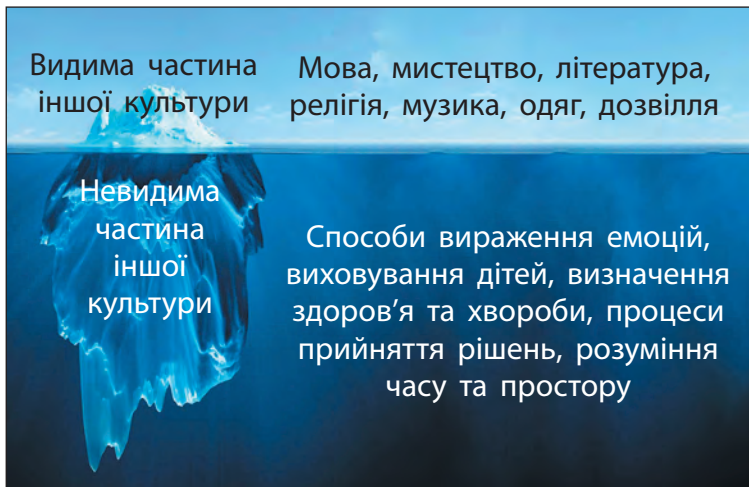 Видима частина
іншої культури
Мова, мистецтво, література,
релігія, музика, одяг, дозвілля
Невидима
частина
іншої
культури
Способи вираження емоцій,
виховування дітей, визначення
здоров’я та хвороби, процеси
прийняття рішень, розуміння
часу та простору